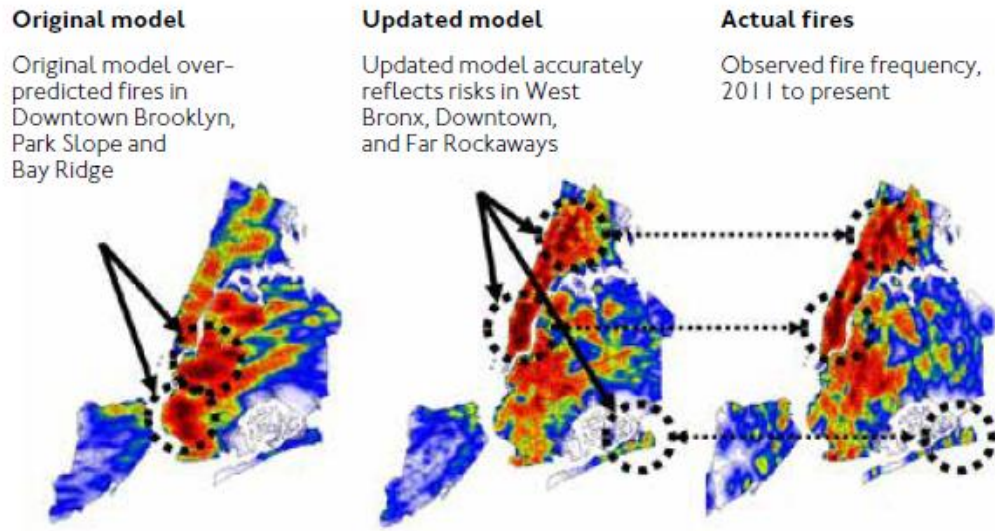 Original model
Original model over-
predicted fires in
Downtown Brooklyn,
Park Slope and
Bay Ridge
Updated model
Updated model accurately
reflects risks in West
Bronx, Downtown,
and Far Rockaways
Actual fires
Observed fire frequency,
2011 to present